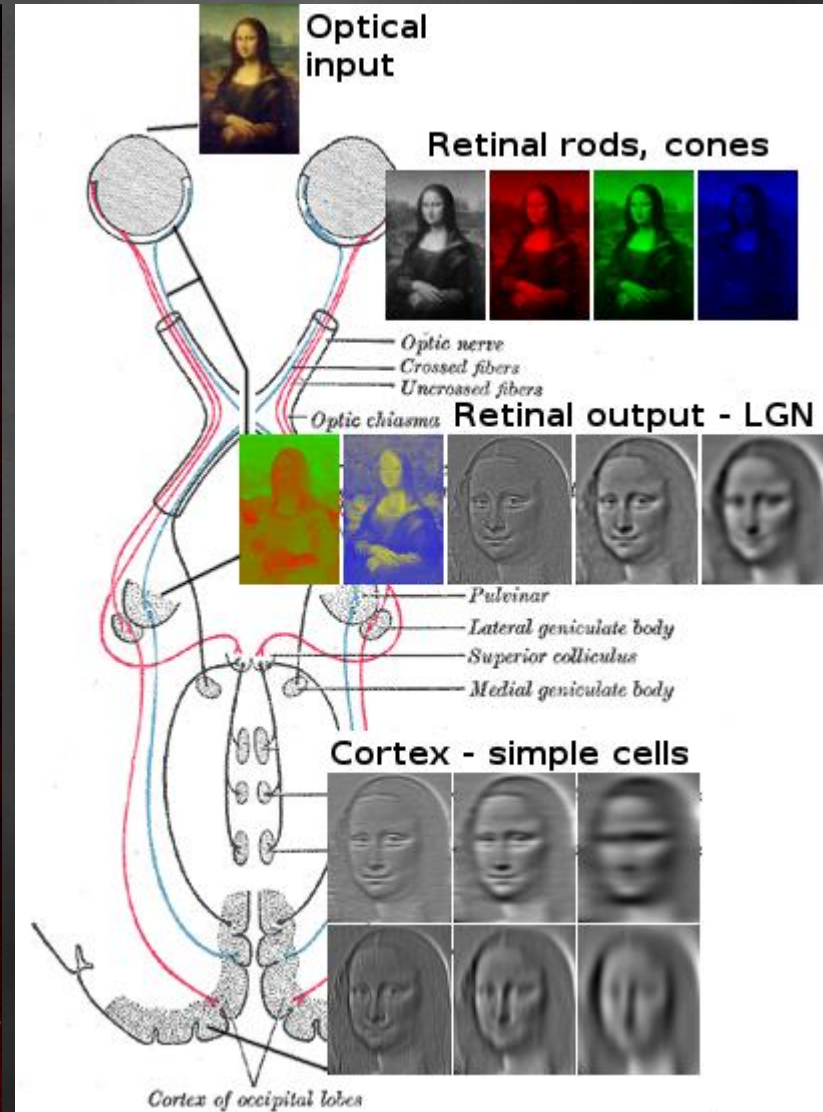 Optical
input
Retinal rods, cones
Optic nerve
Crossed fibers
Uncrossed fibers
Optic chiasma
Retinal output - LGN
Pulvinar
Lateral geniculate body
Superior colliculus
Medial geniculate body
Cortex - simple cells
Cortex of occipital lobes